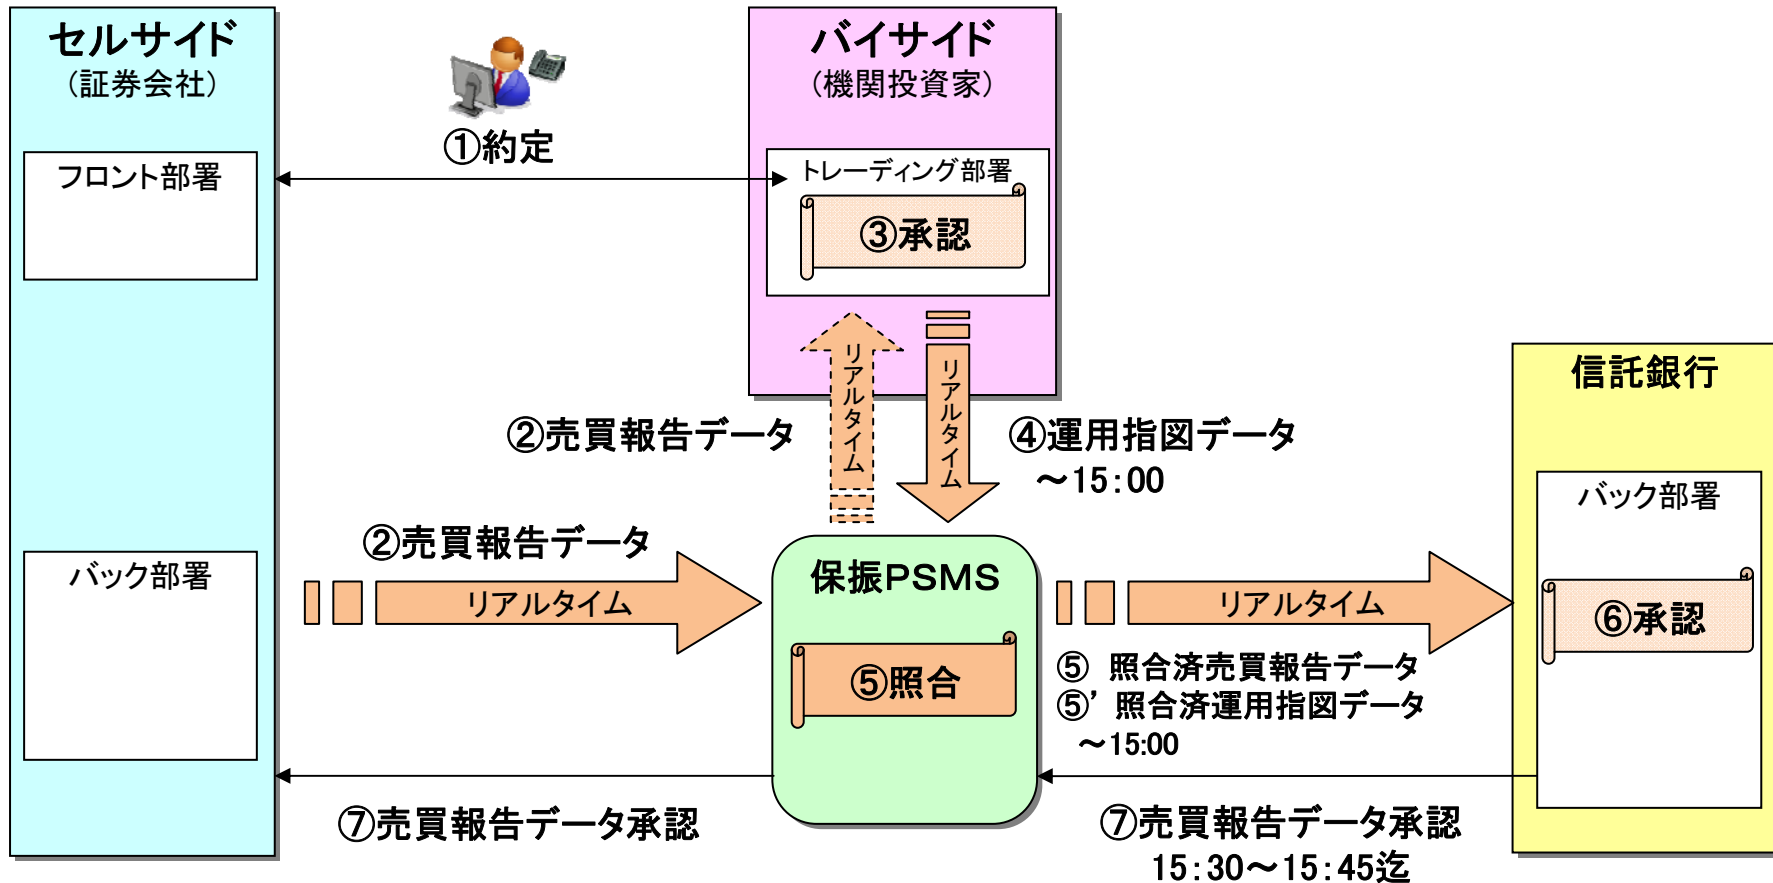 セルサイド
(証券会社)
フロント部署
バック部署
①約定
バイサイド
(機関投資家)
トレーディング部署
③承認
リアルタイム
リアルタイム
②売買報告データ
④運用指図データ
～15:00
②売買報告データ
リアルタイム
保振PSMS
⑤照合
リアルタイム
⑤ 照合済売買報告データ
⑤’ 照合済運用指図データ
～15:00
信託銀行
バック部署
⑥承認
⑦売買報告データ承認
⑦売買報告データ承認
15:30～15:45迄